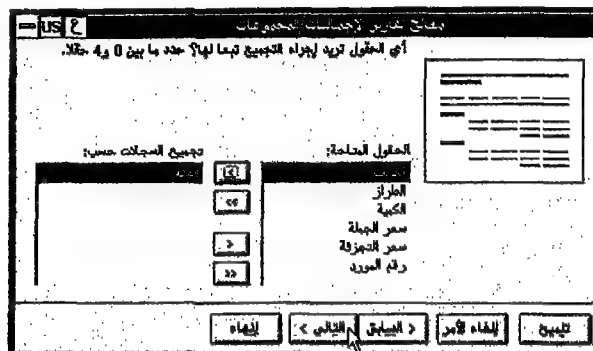 معالج تقارير لإجماليات المجموعات
ع
US
أي الحقول تريد إجراء التجميع تبعا لها؟ حدد ما بين 0 و4 حقلا.
الحقول المتاحة:
تجميع السجلات حسب:
الطراز
الكمية
سعر الجملة
سعر التجزئة
رقم المورد
تلميح
إلغاء الأمر
< السابق
التالي >
إنهاء